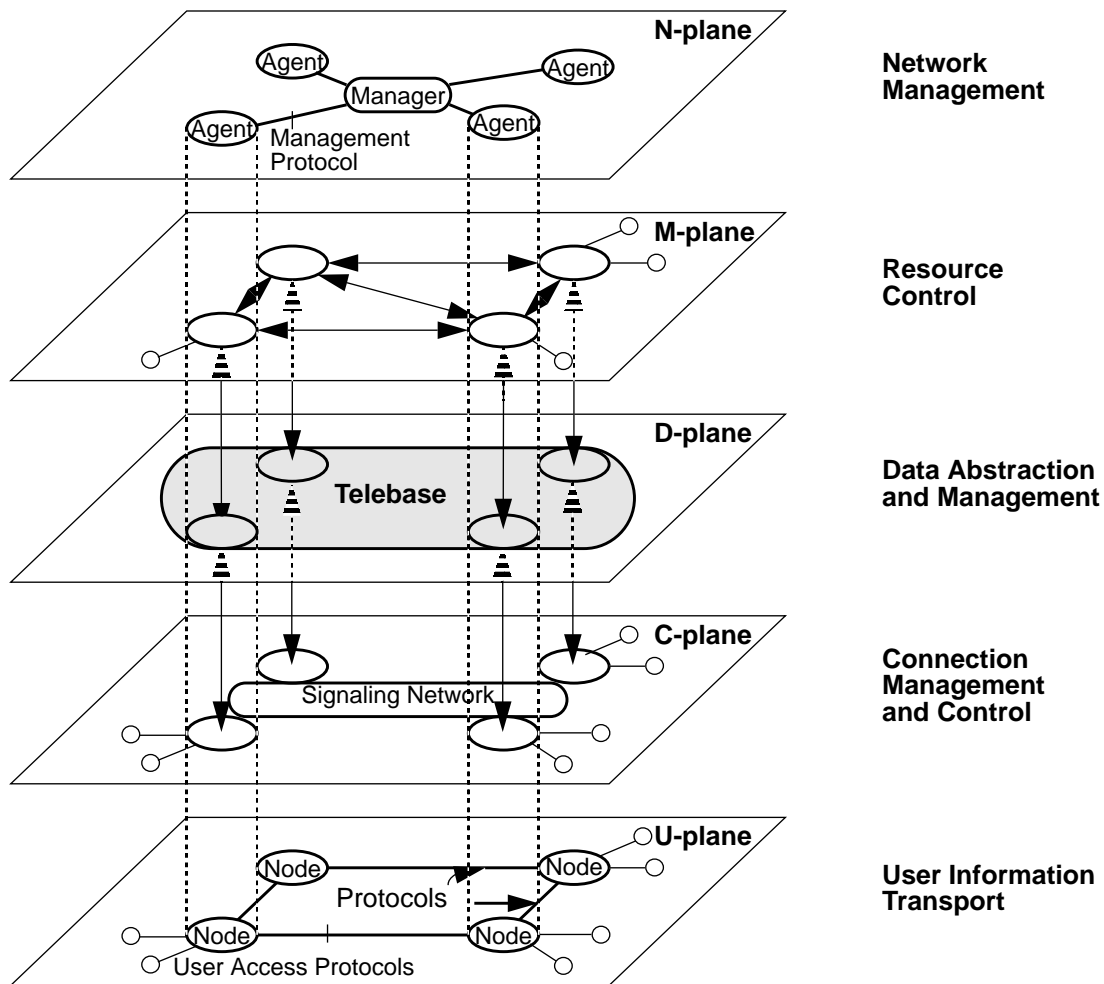 N-plane
Agent
Agent
Manager
Agent
Agent
Management
Protocol
Network
Management
M-plane
Resource
Control
D-plane
Telebase
Data Abstraction
and Management
C-plane
Signaling Network
Connection
Management
and Control
U-plane
Node
Node
Protocols
Node
Node
User Access Protocols
User Information
Transport